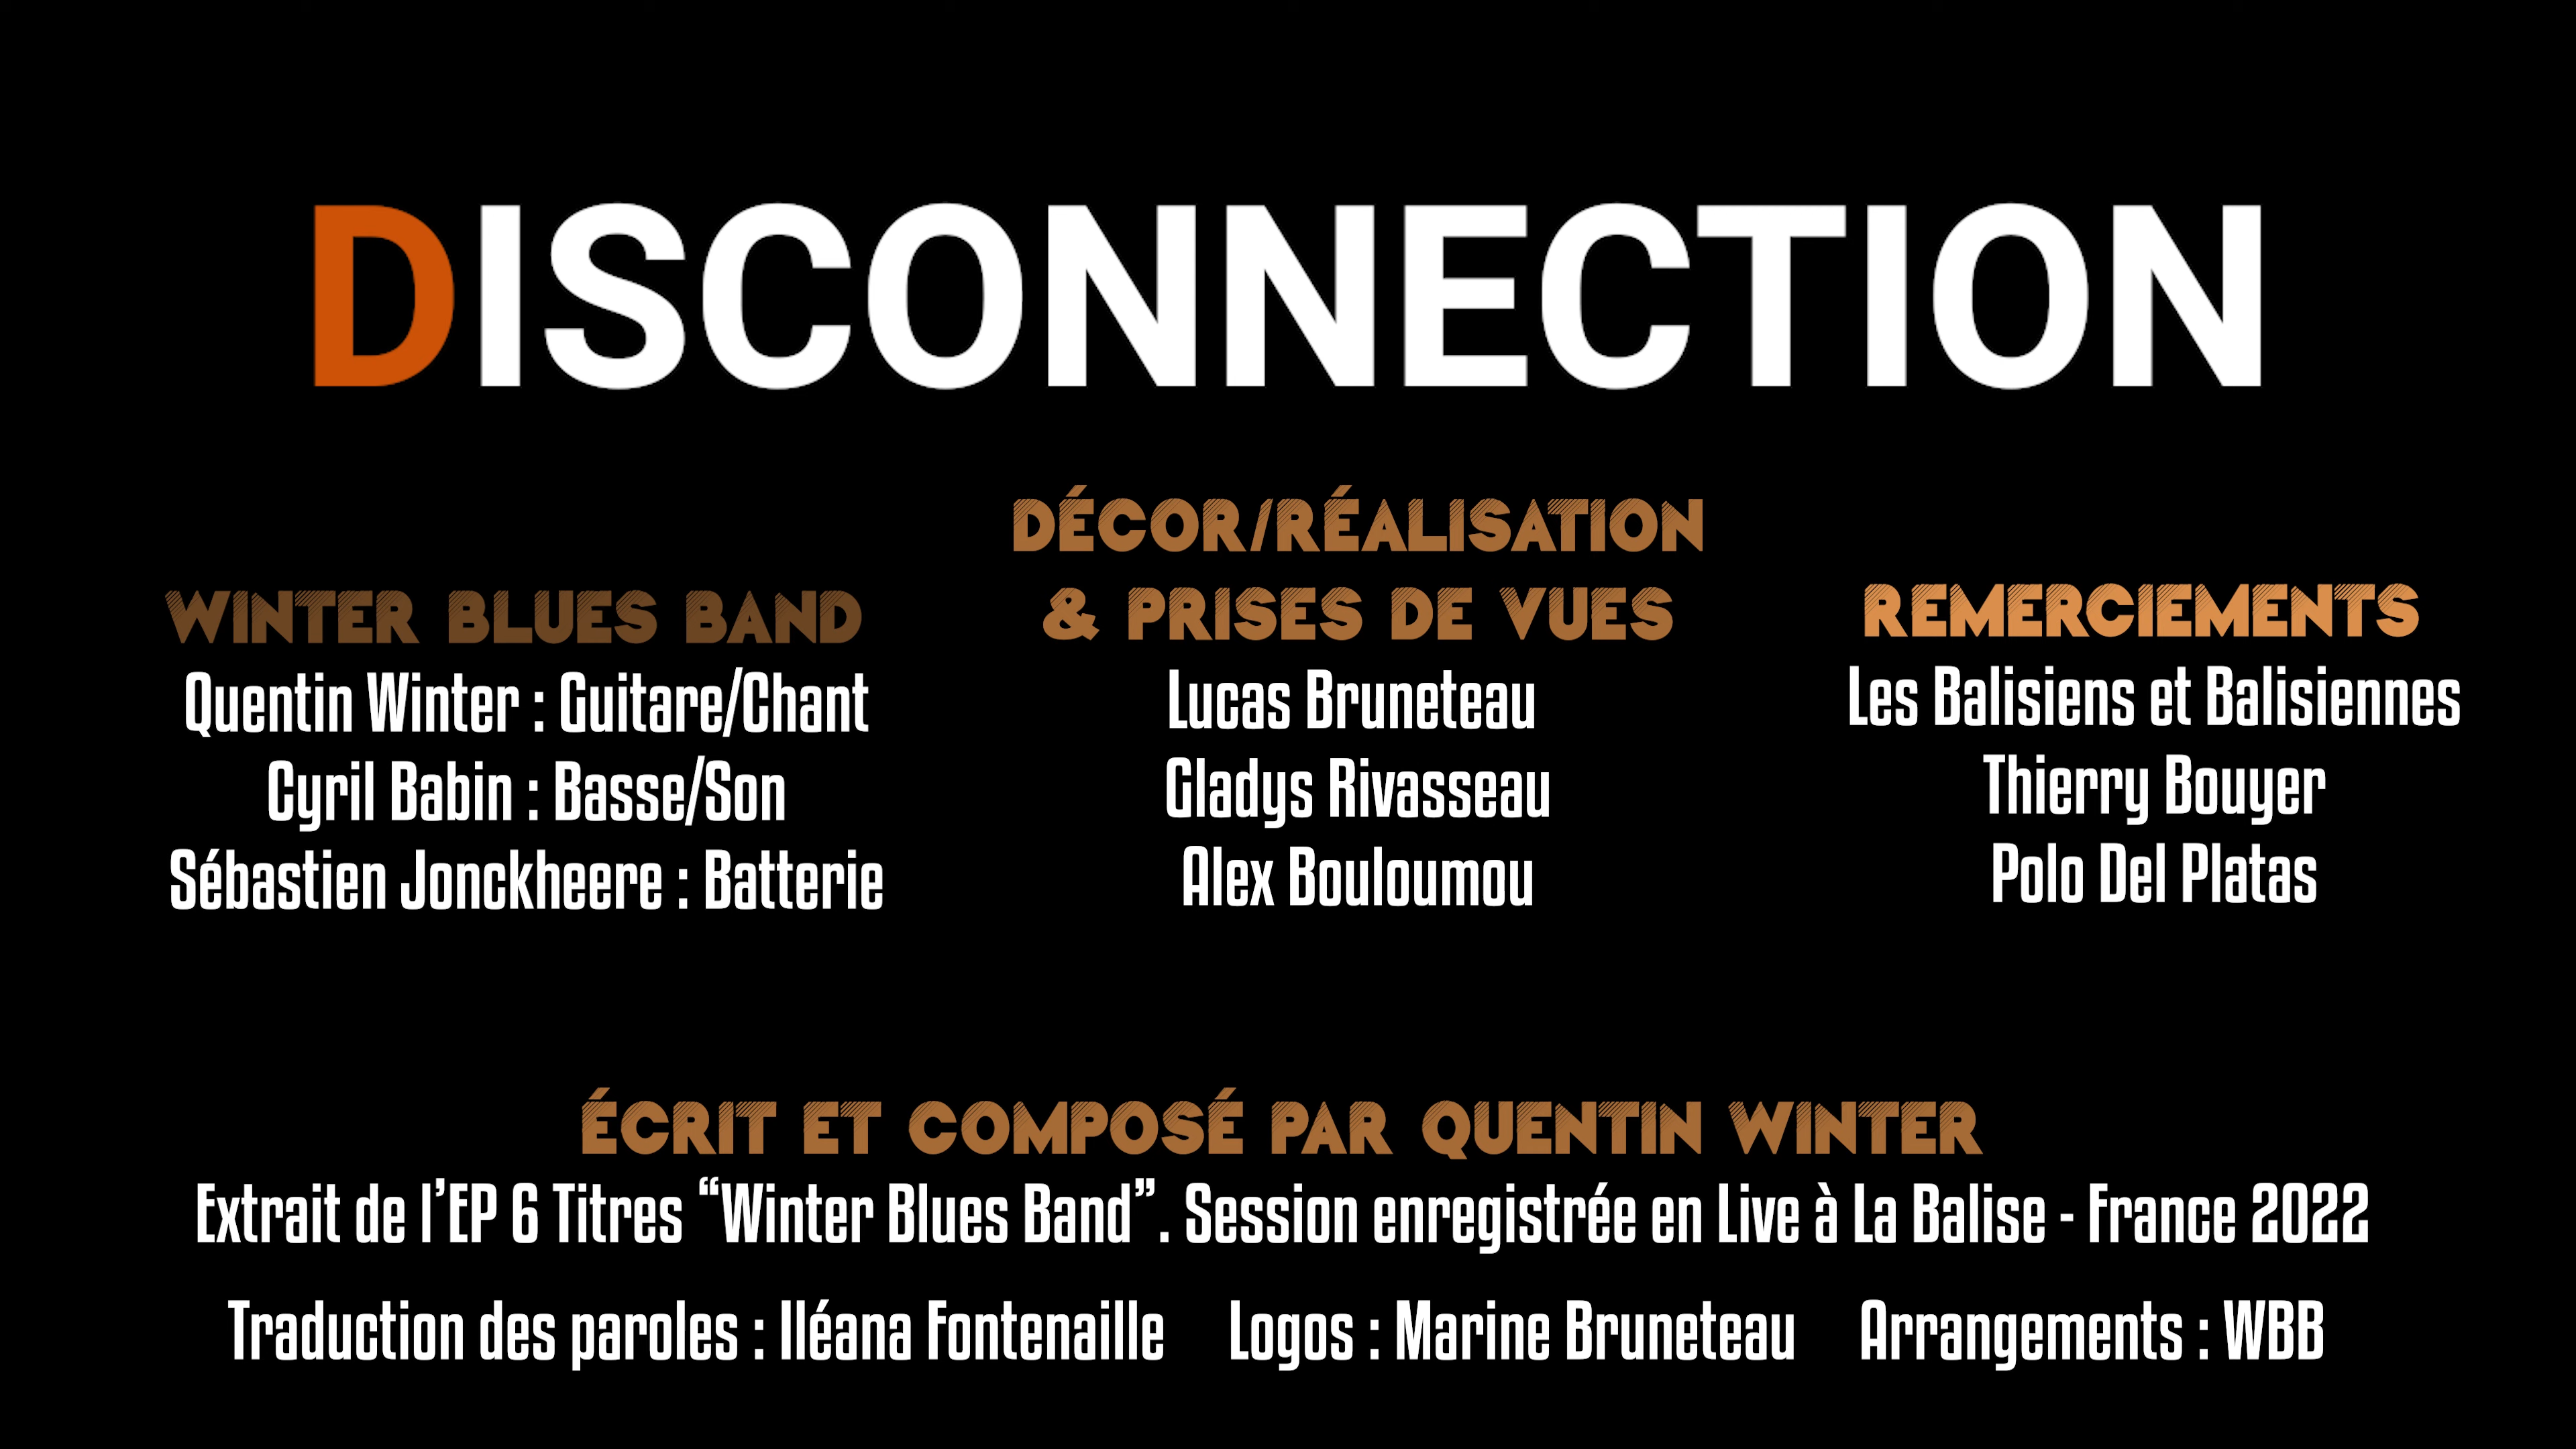 DISCONNECTION
WINTER BLUES BAND
Quentin Winter : Guitare/Chant
Cyril Babin : Basse/Son
Sébastien Jonckheere : Batterie
DÉCOR/RÉALISATION
& PRISES DE VUES
Lucas Bruneteau
Gladys Rivasseau
Alex Bouloumou
REMERCIEMENTS
Les Balisiens et Balisiennes
Thierry Bouyer
Polo Del Platas
ÉCRIT ET COMPOSÉ PAR QUENTIN WINTER
Extrait de l’EP 6 Titres “Winter Blues Band”. Session enregistrée en Live à La Balise - France 2022
Traduction des paroles : Iléana Fontenaille Logos : Marine Bruneteau Arrangements : WBB